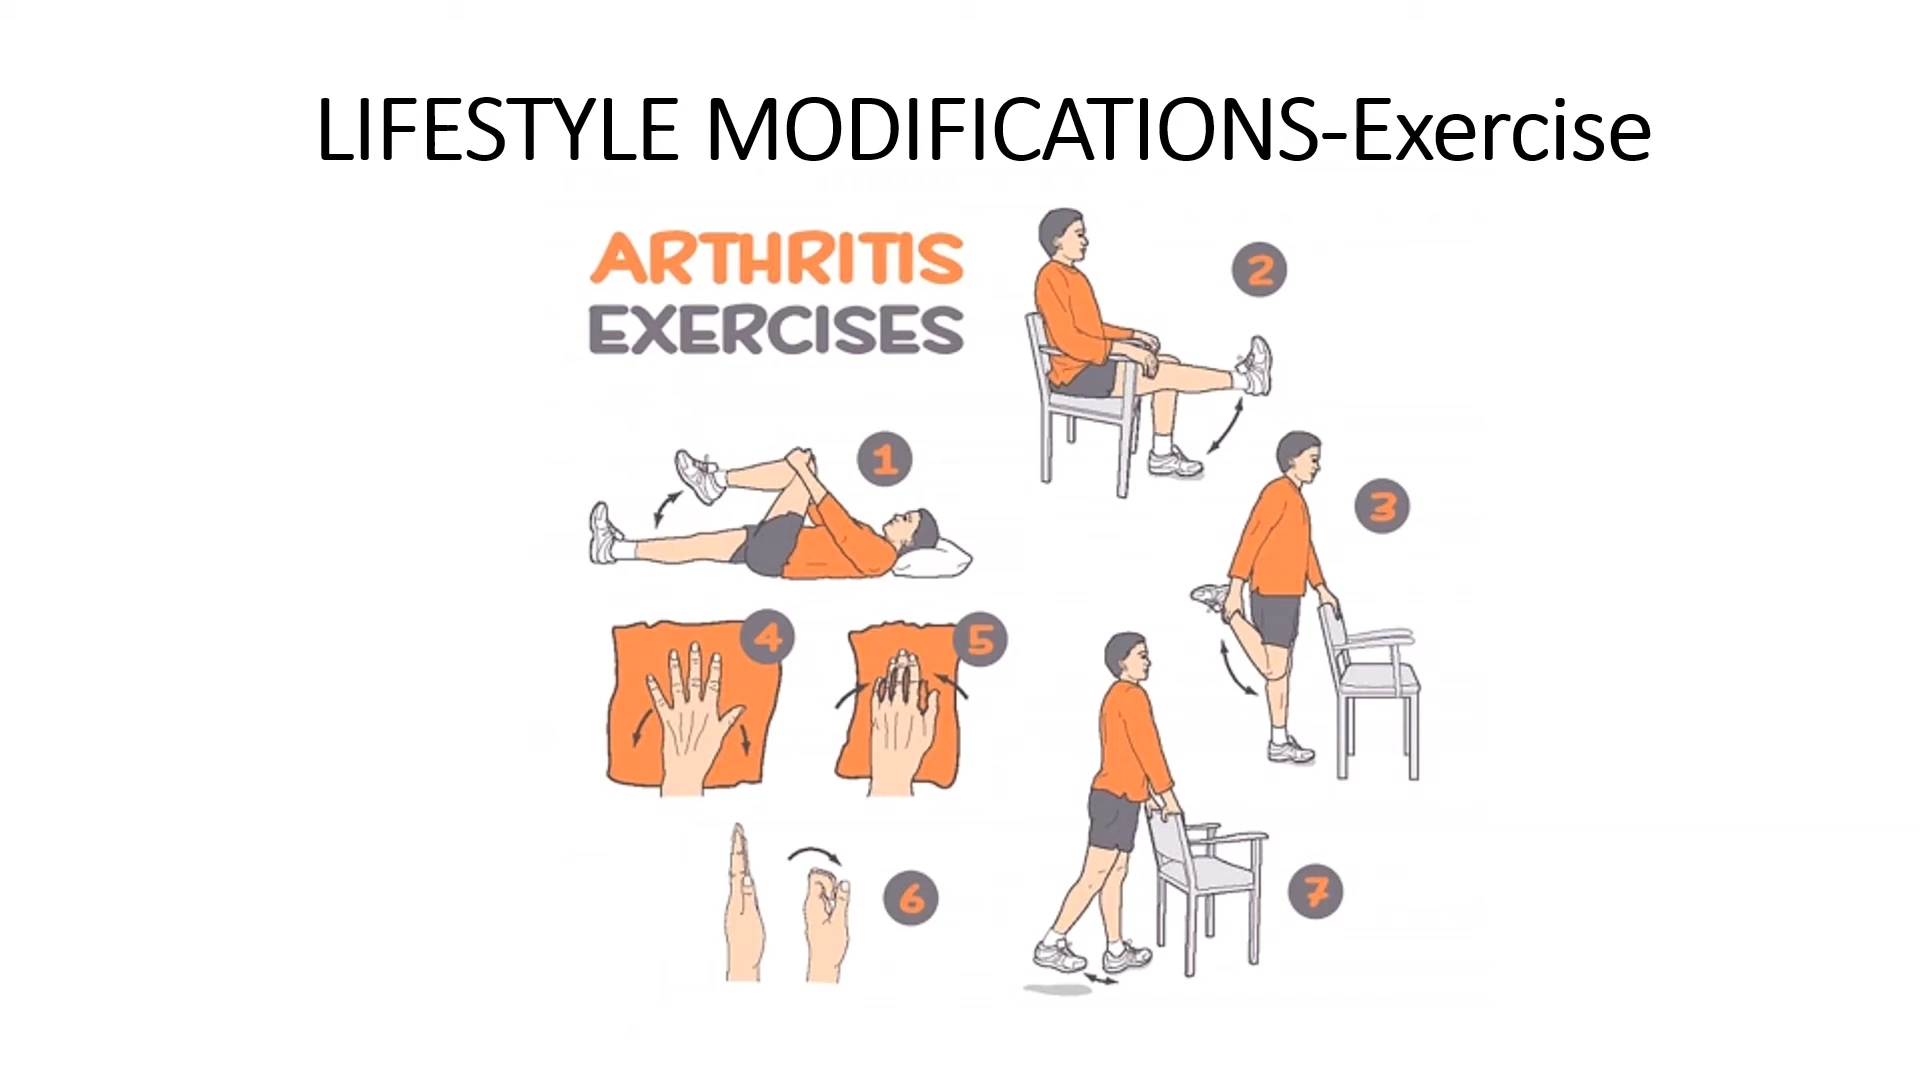 LIFESTYLE MODIFICATIONS-Exercise
ARTHRITIS
EXERCISES
1
2
3
4
5
6
7